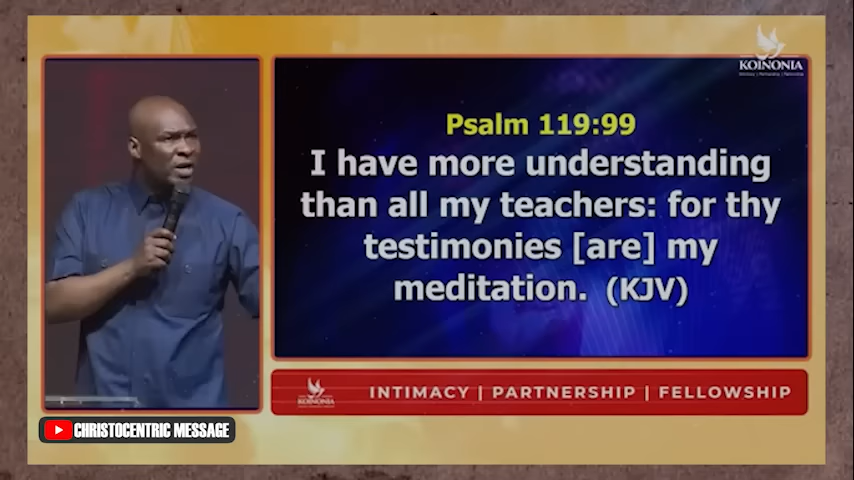 KOINONIA
Psalm 119:99
I have more understanding
than all my teachers: for thy
testimonies [are] my
meditation. (KJV)
KOINONIA
INTIMACY | PARTNERSHIP | FELLOWSHIP
CHRISTOCENTRIC MESSAGE